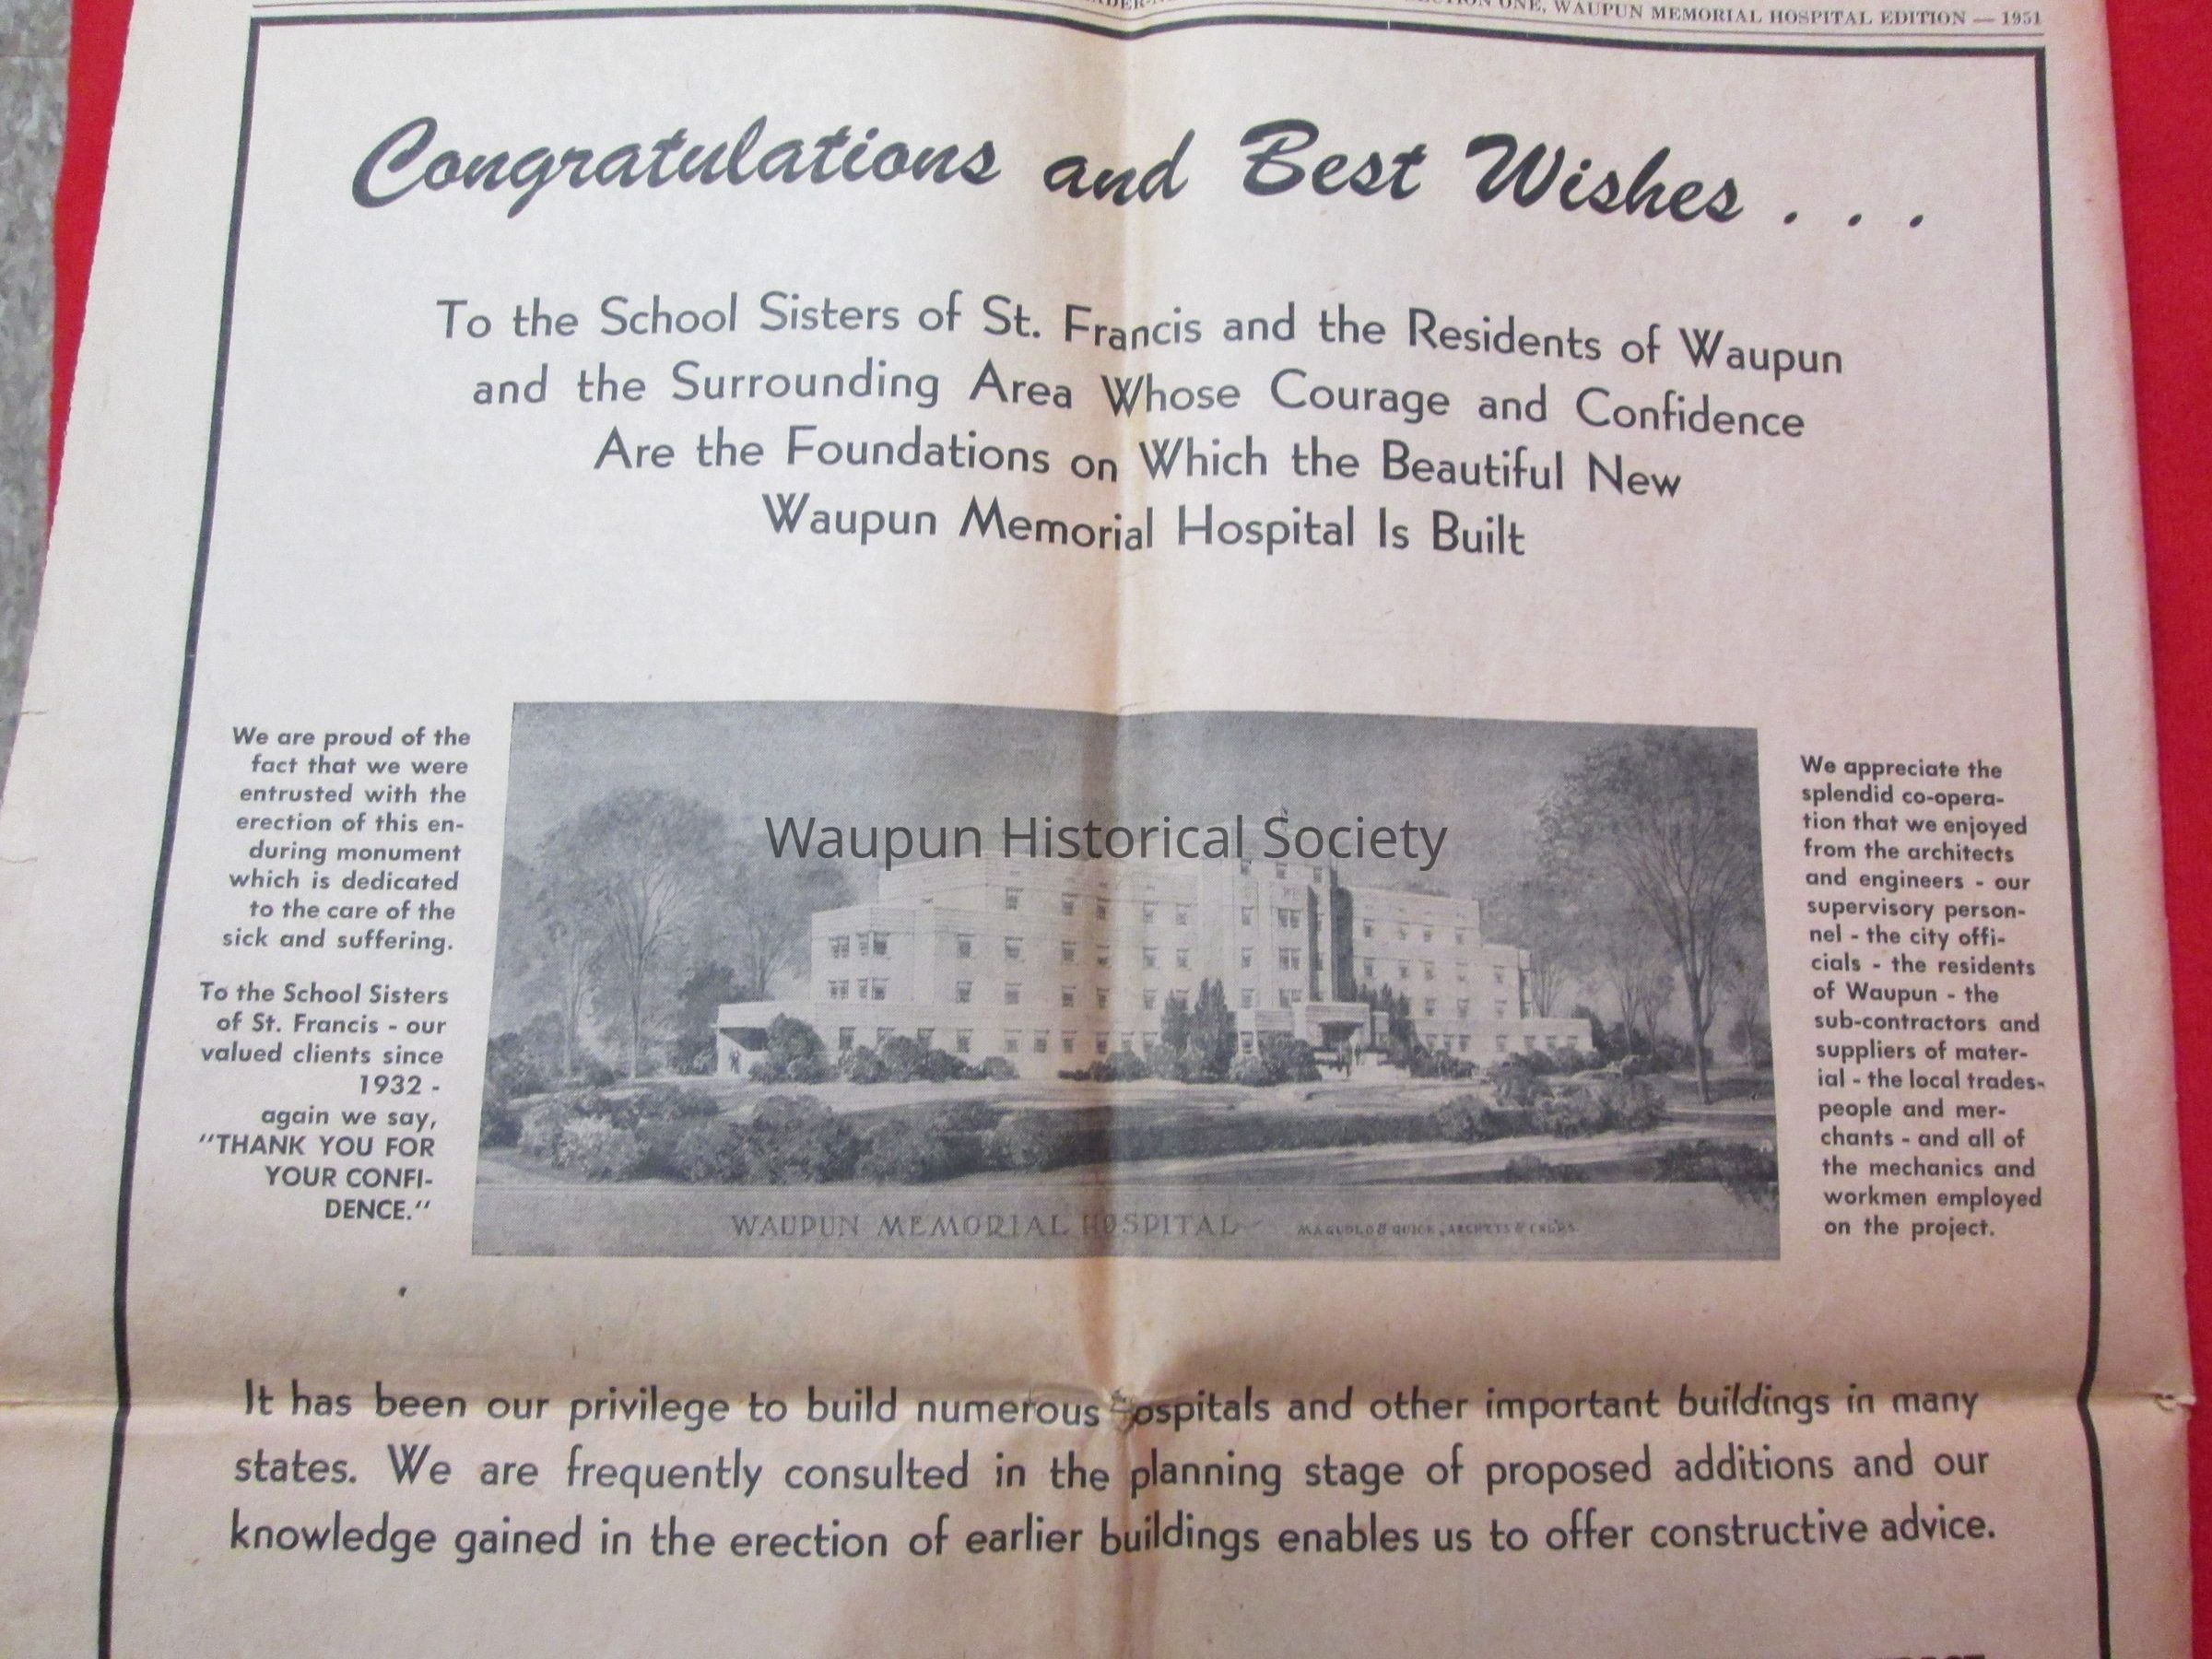 SECTION ONE, WAUPUN MEMORIAL HOSPITAL EDITION — 1951
Congratulations and Best Wishes . . .
To the School Sisters of St. Francis and the Residents of Waupun
and the Surrounding Area Whose Courage and Confidence
Are the Foundations on Which the Beautiful New
Waupun Memorial Hospital Is Built
We are proud of the
fact that we were
entrusted with the
erection of this en-
during monument
which is dedicated
to the care of the
sick and suffering.
To the School Sisters
of St. Francis - our
valued clients since
1932 -
again we say,
"THANK YOU FOR
YOUR CONFI-
DENCE."
Waupun Historical Society
WAUPUN MEMORIAL HOSPITAL
We appreciate the
splendid co-opera-
tion that we enjoyed
from the architects
and engineers - our
supervisory person-
nel - the city offi-
cials - the residents
of Waupun - the
sub-contractors and
suppliers of mater-
ial - the local trades-
people and mer-
chants - and all of
the mechanics and
workmen employed
on the project.
It has been our privilege to build numerous ospitals and other important buildings in many
states. We are frequently consulted in the planning stage of proposed additions and our
knowledge gained in the erection of earlier buildings enables us to offer constructive advice.